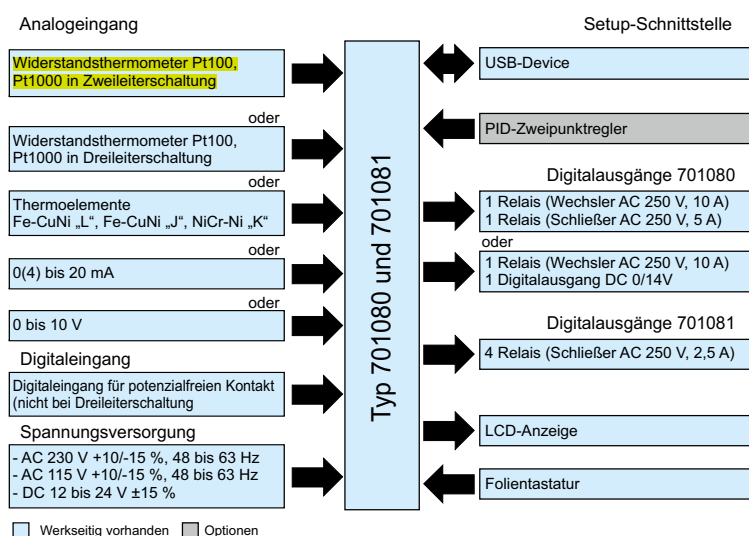 Analogeingang
Widerstandsthermometer Pt100,
Pt1000 in Zweileiterschaltung
oder
Widerstandsthermometer Pt100,
Pt1000 in Dreileiterschaltung
oder
Thermoelemente
Fe-CuNi „L“, Fe-CuNi „J“, NiCr-Ni „K“
oder
0(4) bis 20 mA
oder
0 bis 10 V
Digitaleingang
Digitaleingang für potenzialfreien Kontakt
(nicht bei Dreileiterschaltung
Spannungsversorgung
- AC 230 V +10/-15 %, 48 bis 63 Hz
- AC 115 V +10/-15 %, 48 bis 63 Hz
- DC 12 bis 24 V ±15 %
Typ 701080 und 701081
Setup-Schnittstelle
USB-Device
PID-Zweipunktregler
Digitalausgänge 701080
1 Relais (Wechsler AC 250 V, 10 A)
1 Relais (Schließer AC 250 V, 5 A)
oder
1 Relais (Wechsler AC 250 V, 10 A)
1 Digitalausgang DC 0/14V
Digitalausgänge 701081
4 Relais (Schließer AC 250 V, 2,5 A)
LCD-Anzeige
Folientastatur
Werkseitig vorhanden
Optionen